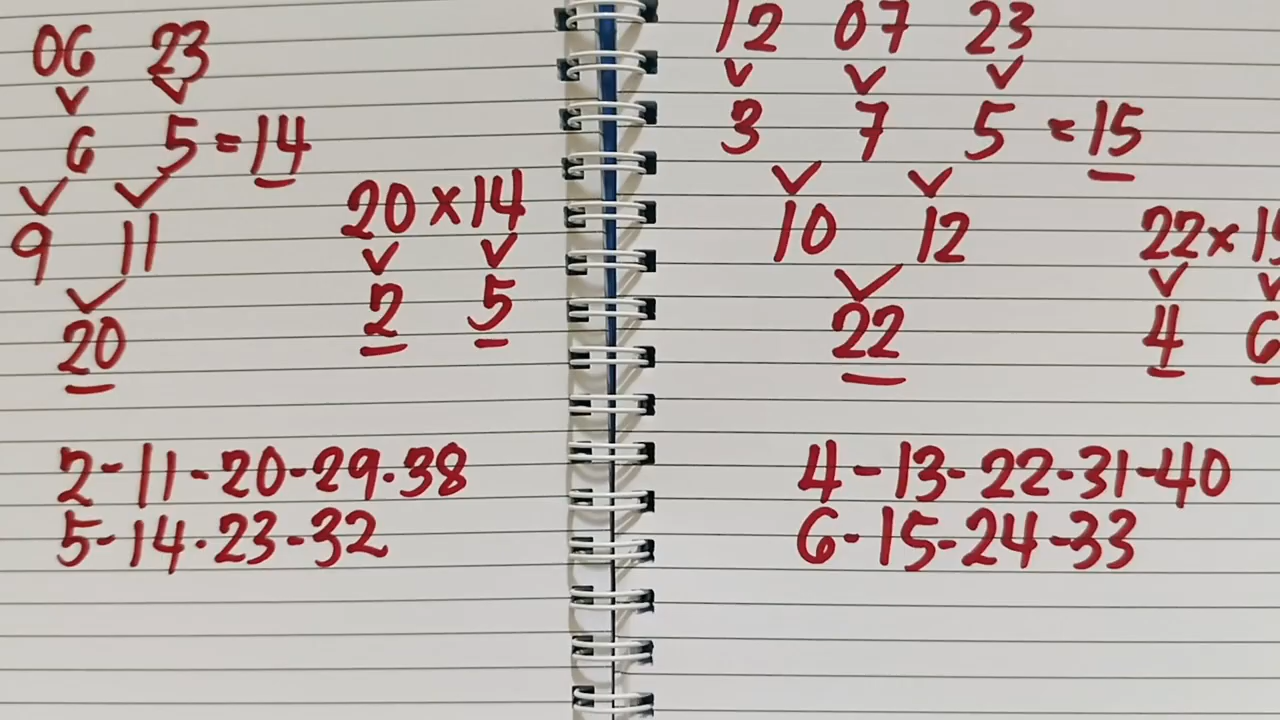 06 23
6 5 = 14
9 11
20
20 x 14
2 5
2-11-20-29.38
5-14.23-32
12 07 23
3 7 5 = 15
10 12
22
22 x
4 6
4-13-22-31-40
6-15-24-33